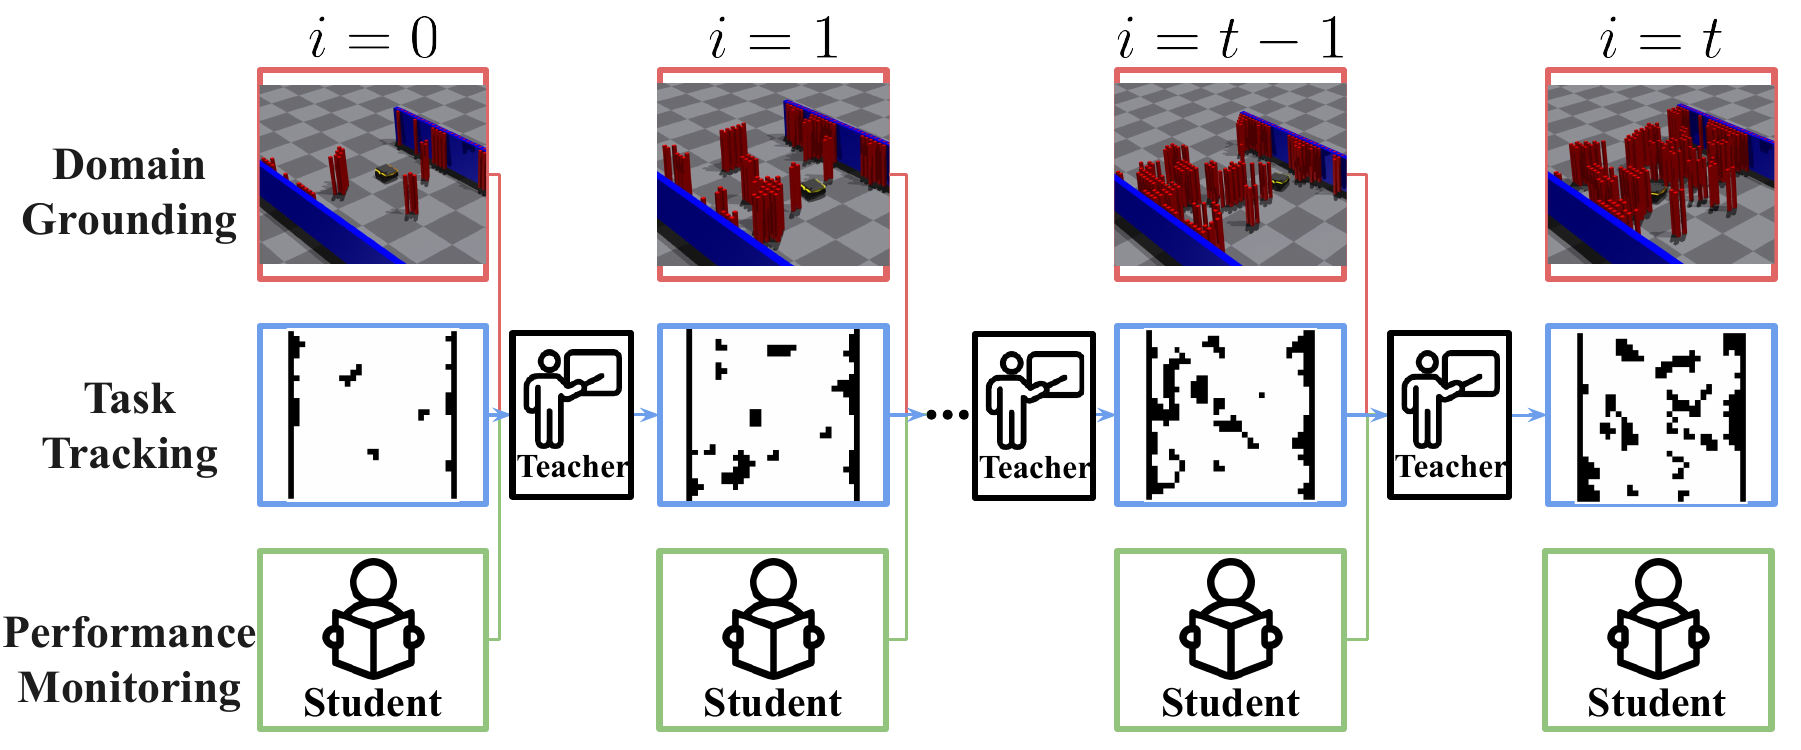 i = 0
i = 1
i = t − 1
i = t
Domain
Grounding
Task
Tracking
Teacher
Teacher
Teacher
Performance
Monitoring
Student
Student
Student
Student